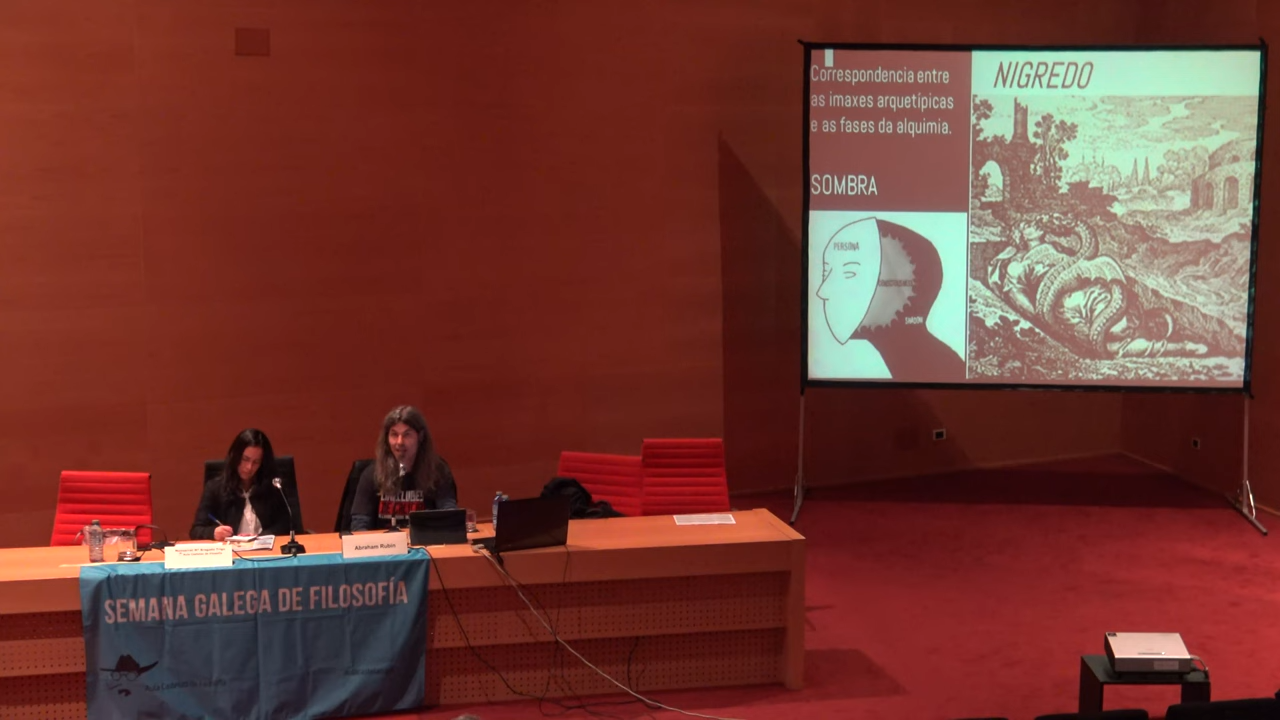 Correspondencia entre
as imaxes arquetípicas
e as fases da alquimia.
SOMBRA
NIGREDO
PERSONA
SHADOW
Abraham Rubín
SEMANA GALEGA DE FILOSOFÍA